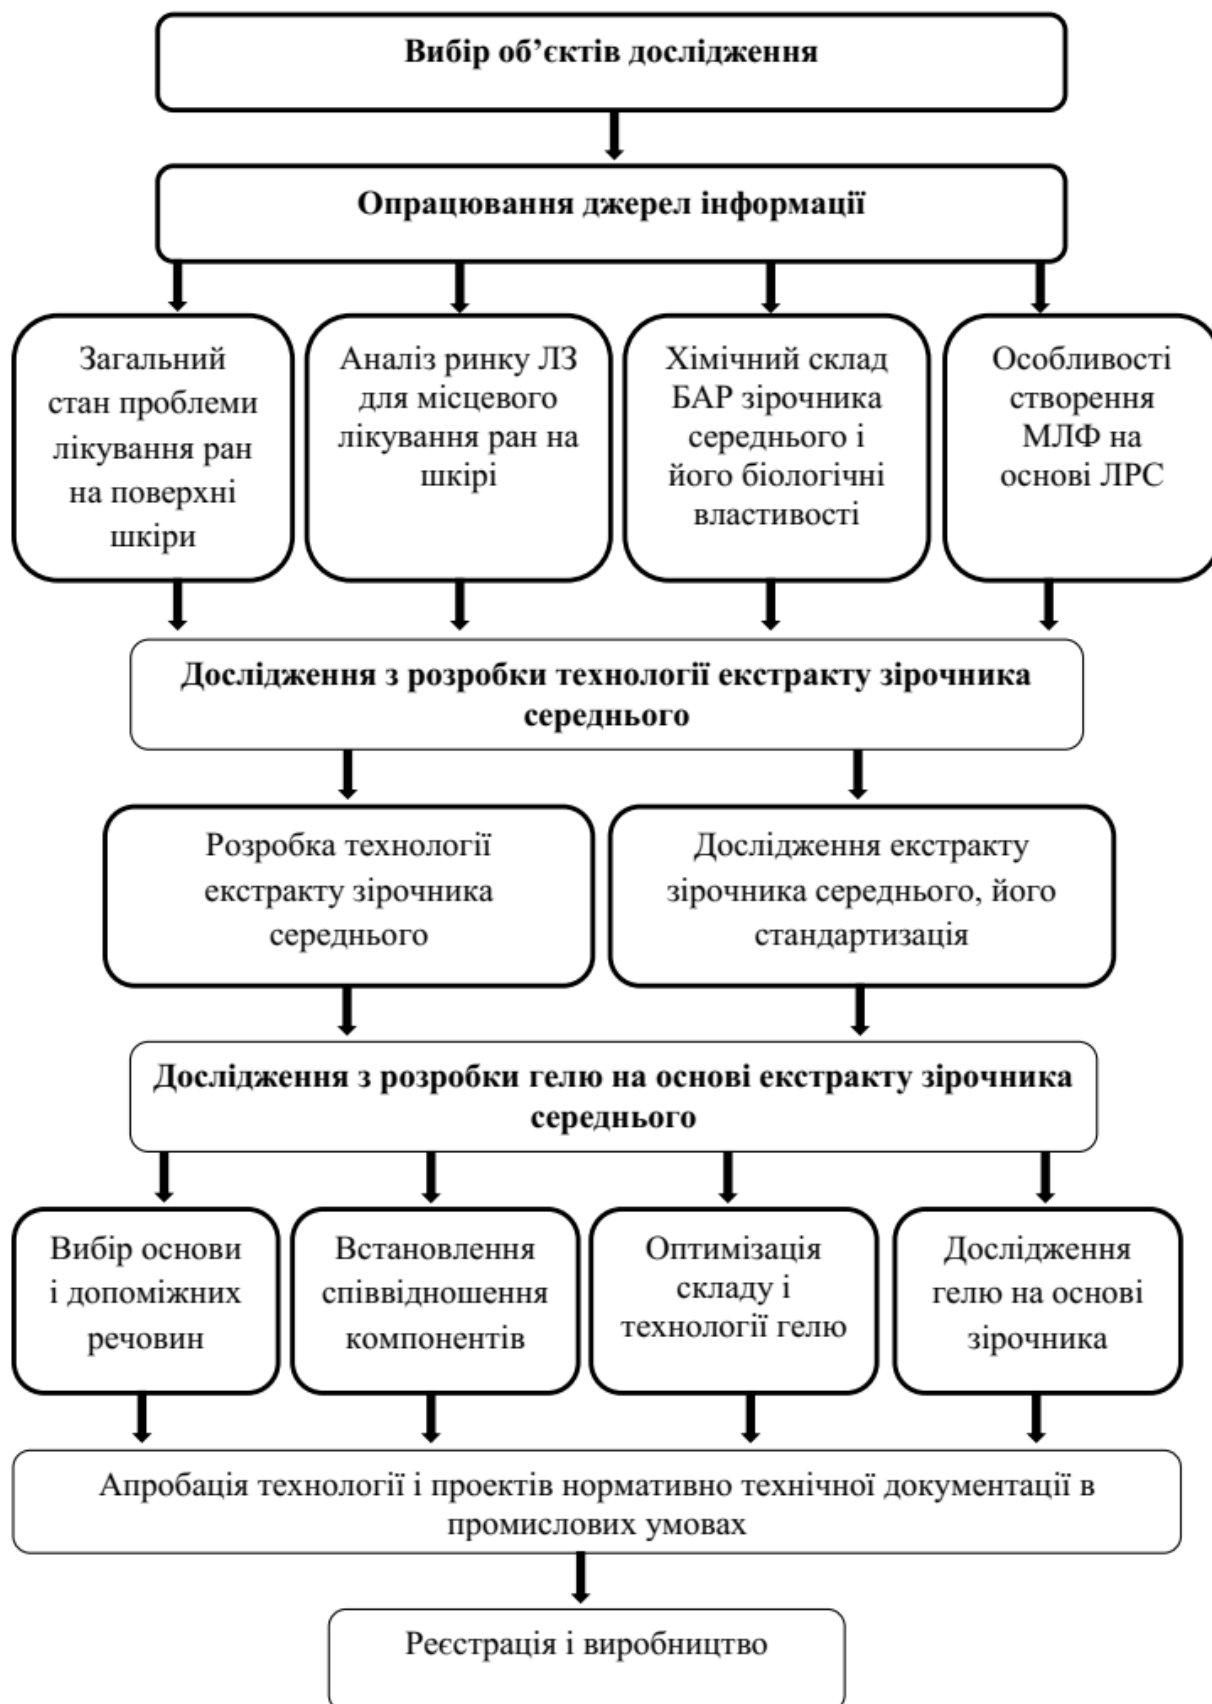 Вибір об’єктів дослідження
Опрацювання джерел інформації
Загальний
стан проблеми
лікування ран
на поверхні
шкіри
Аналіз ринку ЛЗ
для місцевого
лікування ран на
шкірі
Хімічний склад
БАР зірочника
середнього і
його біологічні
властивості
Особливості
створення
МЛФ на
основі ЛРС
Дослідження з розробки технології екстракту зірочника
середнього
Розробка технології
екстракту зірочника
середнього
Дослідження екстракту
зірочника середнього, його
стандартизація
Дослідження з розробки гелю на основі екстракту зірочника
середнього
Вибір основи
і допоміжних
речовин
Встановлення
співвідношення
компонентів
Оптимізація
складу і
технології гелю
Дослідження
гелю на основі
зірочника
Апробація технології і проектів нормативно технічної документації в
промислових умовах
Реєстрація і виробництво